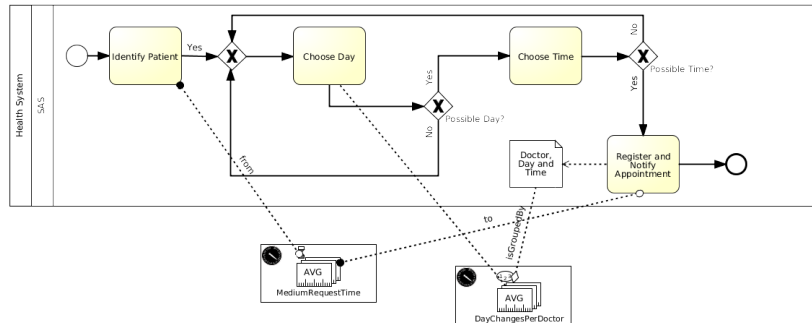 Health System
SAS
Identify Patient
Yes
X
Choose Day
Yes
No
X
Possible Day?
Choose Time
No
X
Possible Time?
Yes
Register and
Notify
Appointment
Doctor,
Day and
Time
from
to
isGroupedBy
AVG
MediumRequestTime
AVG
DayChangesPerDoctor